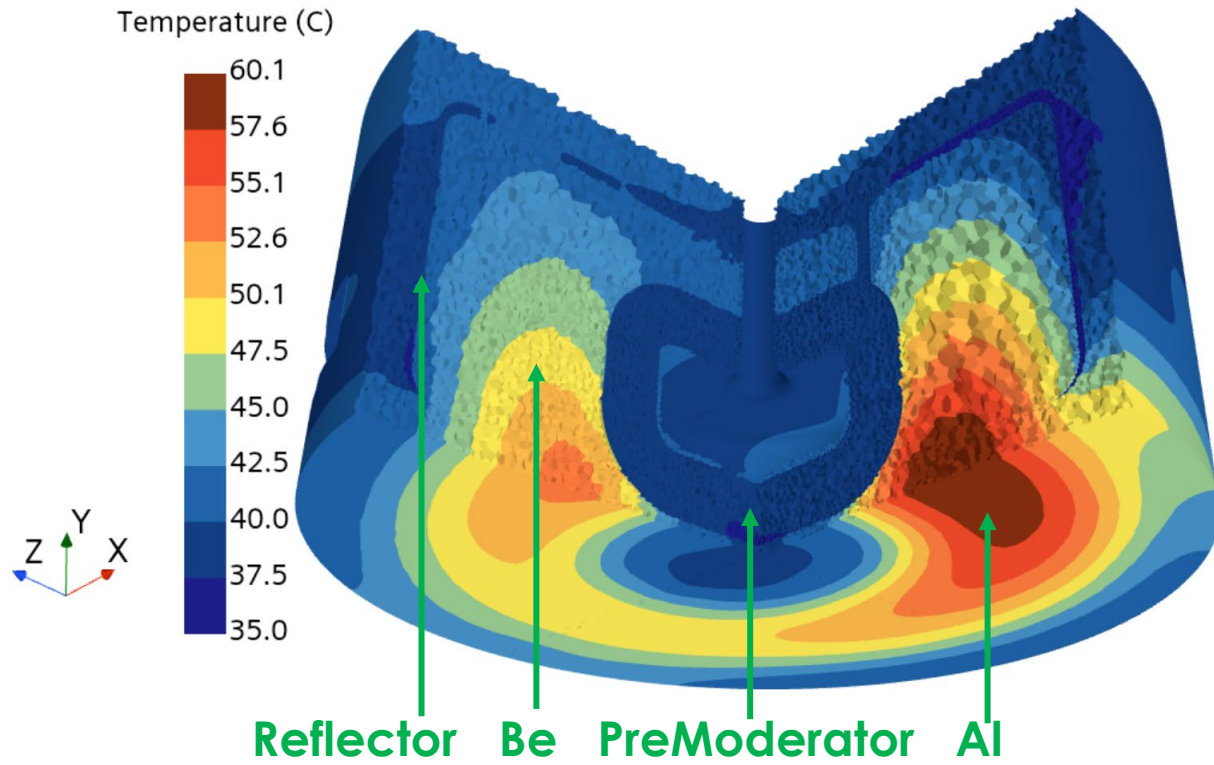 Temperature (C)
60.1
57.6
55.1
52.6
50.1
47.5
45.0
42.5
40.0
37.5
35.0
Y
Z X
Reflector Be PreModerator Al